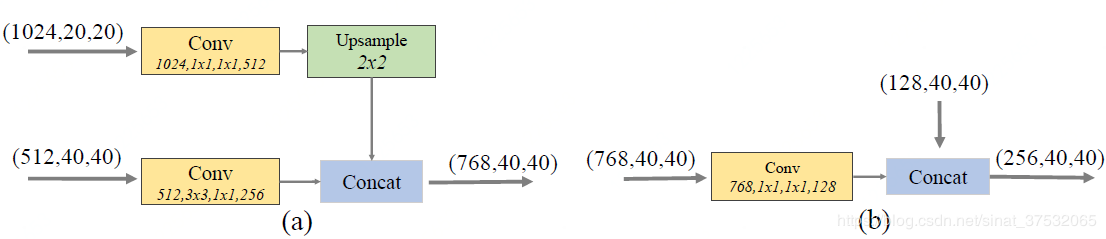 (1024,20,20)
Conv
1024,1x1,1x1,512
Upsample
2x2
(512,40,40)
Conv
512,3x3,1x1,256
Concat
(768,40,40)
(a)
(128,40,40)
(768,40,40)
Conv
768,1x1,1x1,128
Concat
(256,40,40)
(b)
https://blog.csdn.net/sinat_37532065